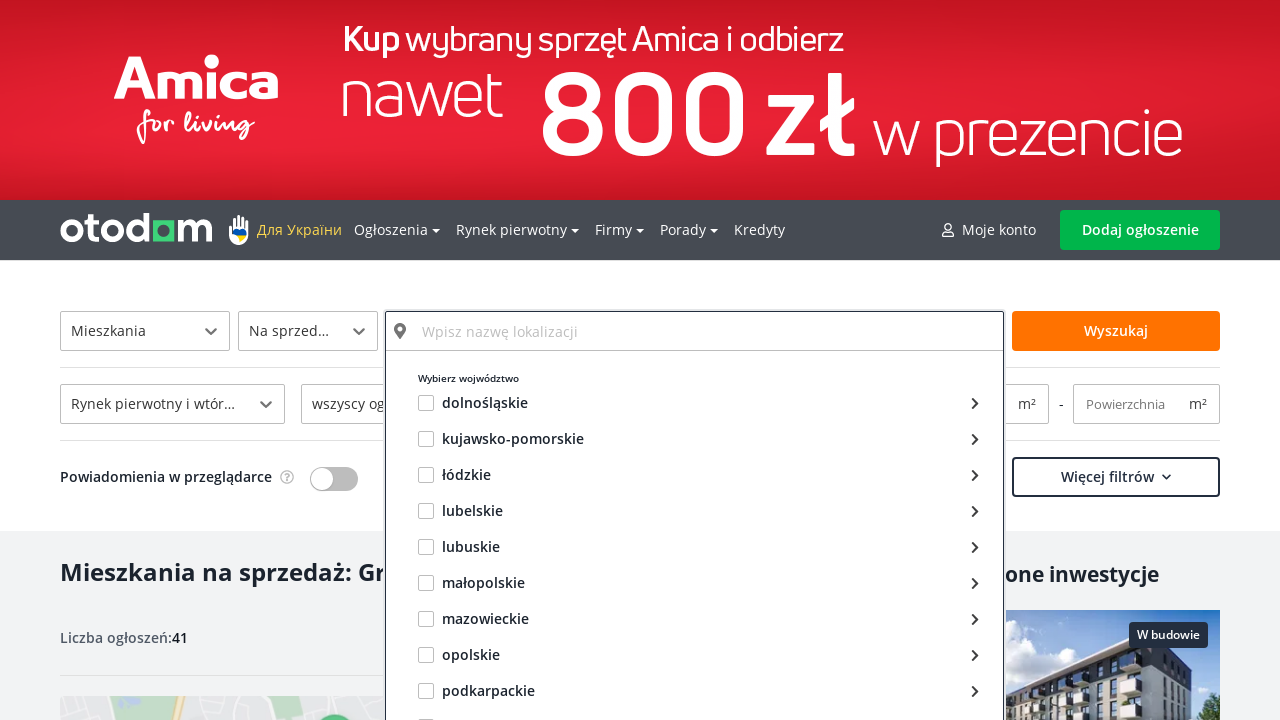 Kup wybrany sprzęt Amica i odbierz
Amica
for living
nawet 800 zł w prezencie
otodom
Для України
Ogłoszenia
Rynek pierwotny
Firmy
Porady
Kredyty
Moje konto
Dodaj ogłoszenie
Mieszkania
Na sprzed...
Wpisz nazwę lokalizacji
Wyszukaj
Rynek pierwotny i wtór...
wszyscy og
m²
-
Powierzchnia
m²
Wybierz województwo
dolnośląskie
kujawsko-pomorskie
łódzkie
lubelskie
lubuskie
małopolskie
mazowieckie
opolskie
podkarpackie
Powiadomienia w przeglądarce
Więcej filtrów
Mieszkania na sprzedaż: Gr
one inwestycje
Liczba ogłoszeń:41
W budowie